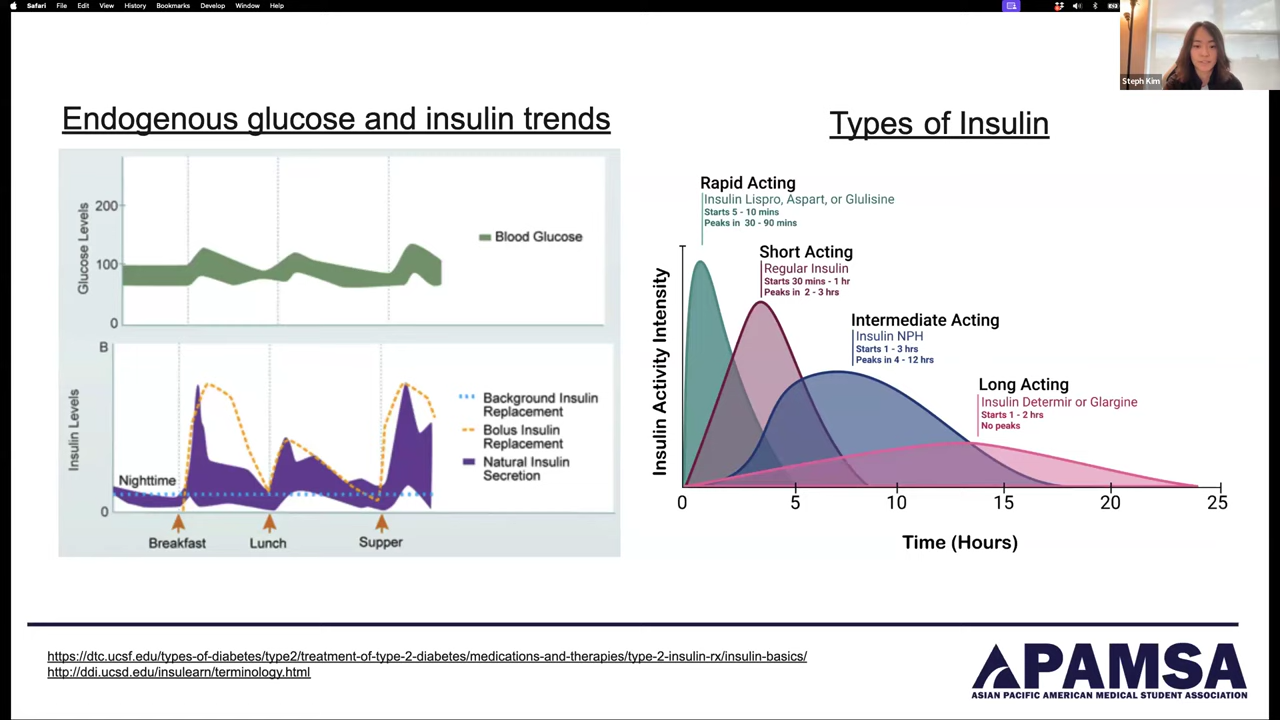 Safari File Edit View History Bookmarks Develop Window Help
Steph Kim
Endogenous glucose and insulin trends
Glucose Levels
200
100
0
Blood Glucose
B
Insulin Levels
0
Nighttime
Background Insulin
Replacement
Bolus Insulin
Replacement
Natural Insulin
Secretion
Breakfast Lunch Supper
Types of Insulin
Rapid Acting
Insulin Lispro, Aspart, or Glulisine
Starts 5 - 10 mins
Peaks in 30 - 90 mins
Short Acting
Regular Insulin
Starts 30 mins - 1 hr
Peaks in 2 - 3 hrs
Intermediate Acting
Insulin NPH
Starts 1 - 3 hrs
Peaks in 4 - 12 hrs
Long Acting
Insulin Determir or Glargine
Starts 1 - 2 hrs
No peaks
Insulin Activity Intensity
0 5 10 15 20 25
Time (Hours)
https://dtc.ucsf.edu/types-of-diabetes/type2/treatment-of-type-2-diabetes/medications-and-therapies/type-2-insulin-rx/insulin-basics/
http://ddi.ucsd.edu/insulearn/terminology.html
APAMSA
ASIAN PACIFIC AMERICAN MEDICAL STUDENT ASSOCIATION